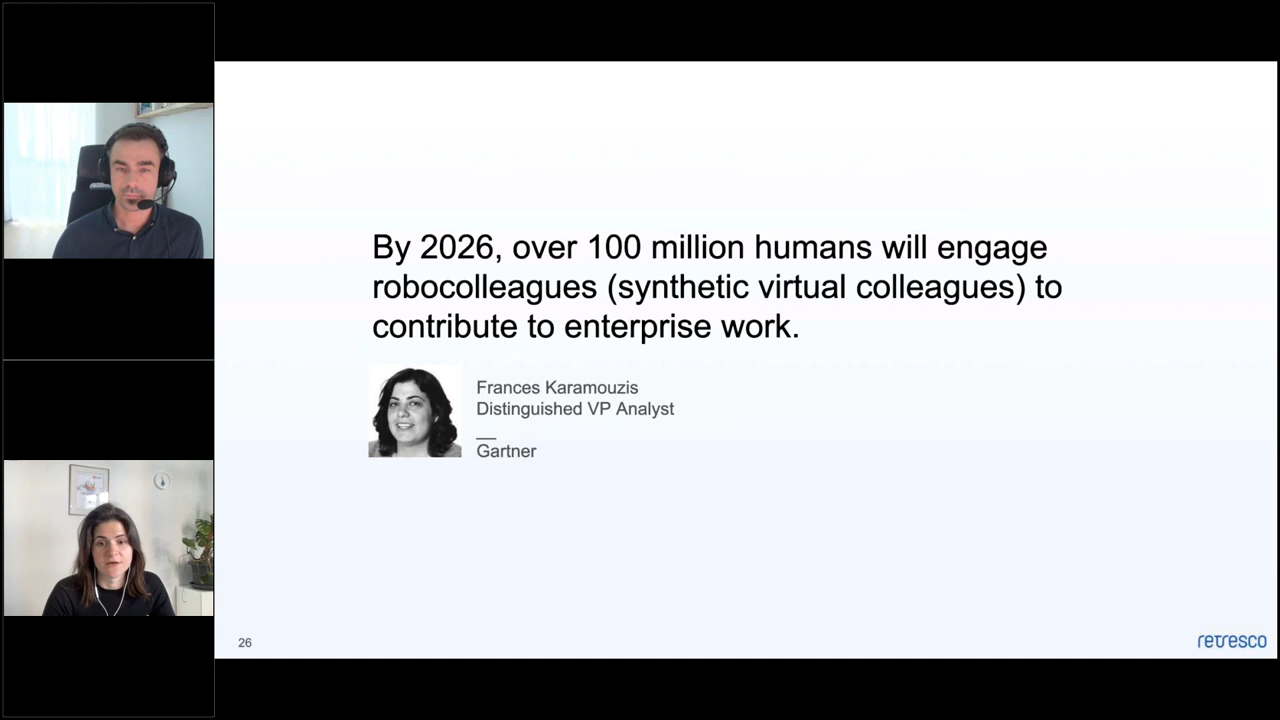 By 2026, over 100 million humans will engage
robocolleagues (synthetic virtual colleagues) to
contribute to enterprise work.
Frances Karamouzis
Distinguished VP Analyst
—
Gartner
26
retresco